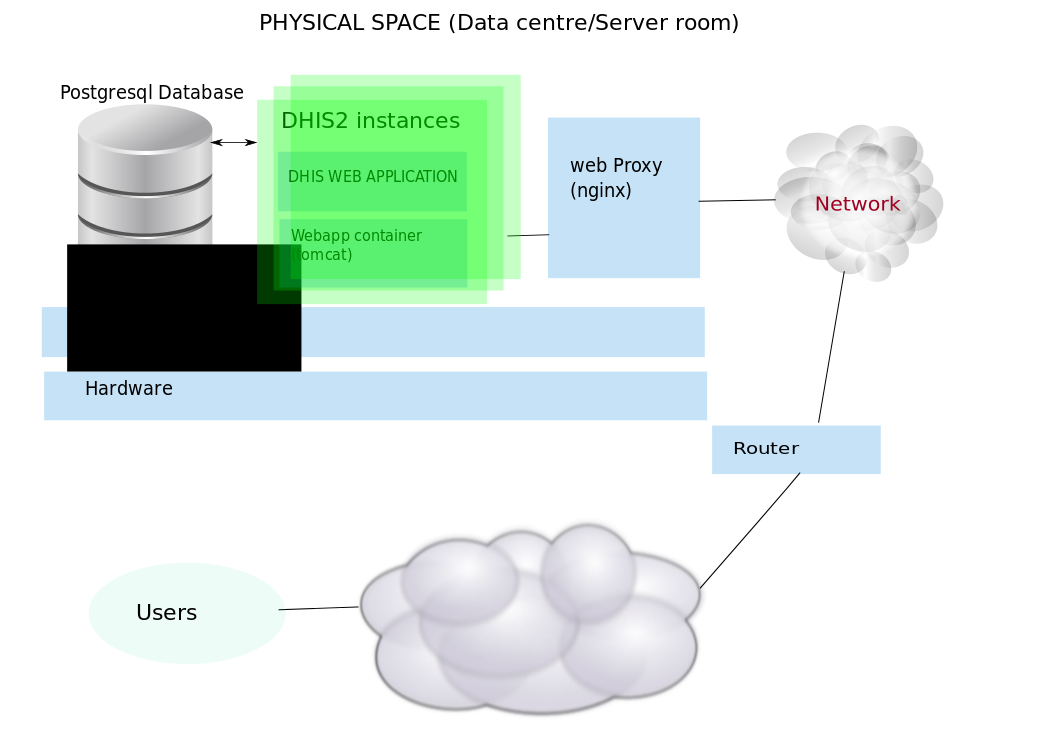 PHYSICAL SPACE (Data centre/Server room)
Postgresql Database
DHIS2 instances
DHIS WEB APPLICATION
Webapp container
omcat)
web Proxy
(nginx)
Network
Hardware
Router
Users